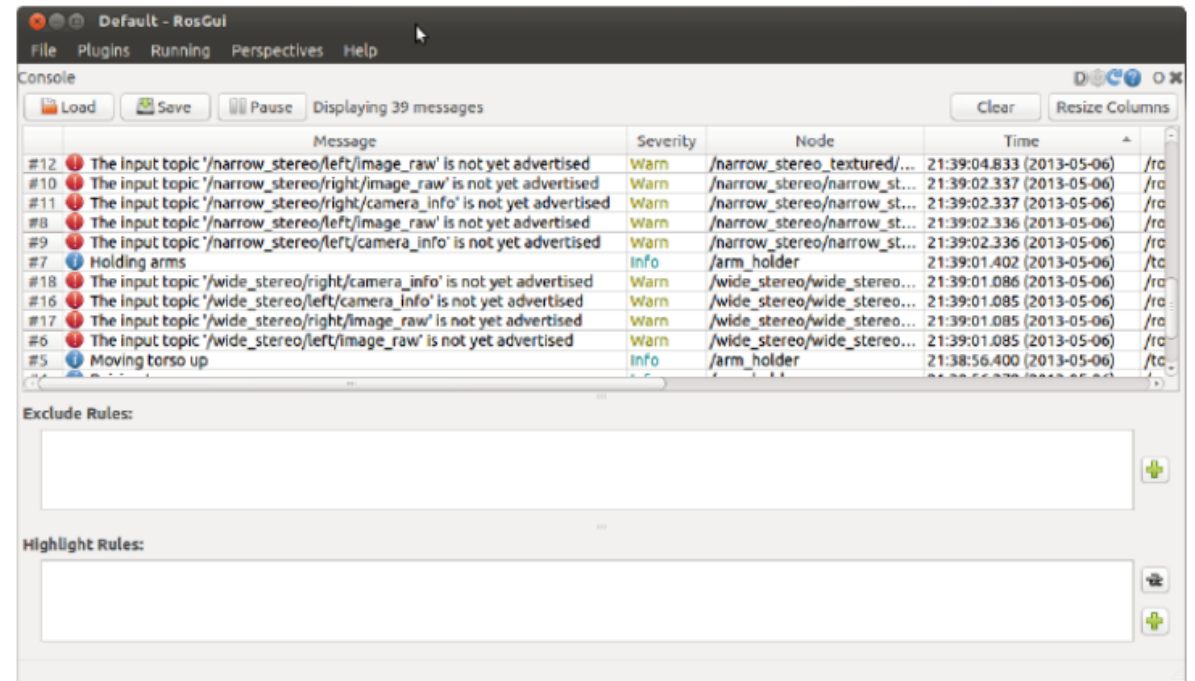 Default - RosGui
File Plugins Running Perspectives Help
Console D O
Load Save Pause Displaying 39 messages Clear Resize Columns
Message Severity Node Time
#12 The input topic '/narrow_stereo/left/image_raw' is not yet advertised Warn /narrow_stereo_textured/... 21:39:04.833 (2013-05-06) /ro
#10 The input topic '/narrow_stereo/right/image_raw' is not yet advertised Warn /narrow_stereo/narrow_st... 21:39:02.337 (2013-05-06) /ro
#11 The input topic '/narrow_stereo/right/camera_info' is not yet advertised Warn /narrow_stereo/narrow_st... 21:39:02.337 (2013-05-06) /ro
#8 The input topic '/narrow_stereo/left/image_raw' is not yet advertised Warn /narrow_stereo/narrow_st... 21:39:02.336 (2013-05-06) /ro
#9 The input topic '/narrow_stereo/left/camera_info' is not yet advertised Warn /narrow_stereo/narrow_st... 21:39:02.336 (2013-05-06) /ro
#7 Holding arms Info /arm_holder 21:39:01.402 (2013-05-06) /to
#18 The input topic '/wide_stereo/right/camera_info' is not yet advertised Warn /wide_stereo/wide_stereo... 21:39:01.086 (2013-05-06) /ro
#16 The input topic '/wide_stereo/left/camera_info' is not yet advertised Warn /wide_stereo/wide_stereo... 21:39:01.085 (2013-05-06) /ro
#17 The input topic '/wide_stereo/right/image_raw' is not yet advertised Warn /wide_stereo/wide_stereo... 21:39:01.085 (2013-05-06) /ro
#6 The input topic '/wide_stereo/left/image_raw' is not yet advertised Warn /wide_stereo/wide_stereo... 21:39:01.085 (2013-05-06) /ro
#5 Moving torso up Info /arm_holder 21:38:56.400 (2013-05-06) /to
Exclude Rules:
Highlight Rules: